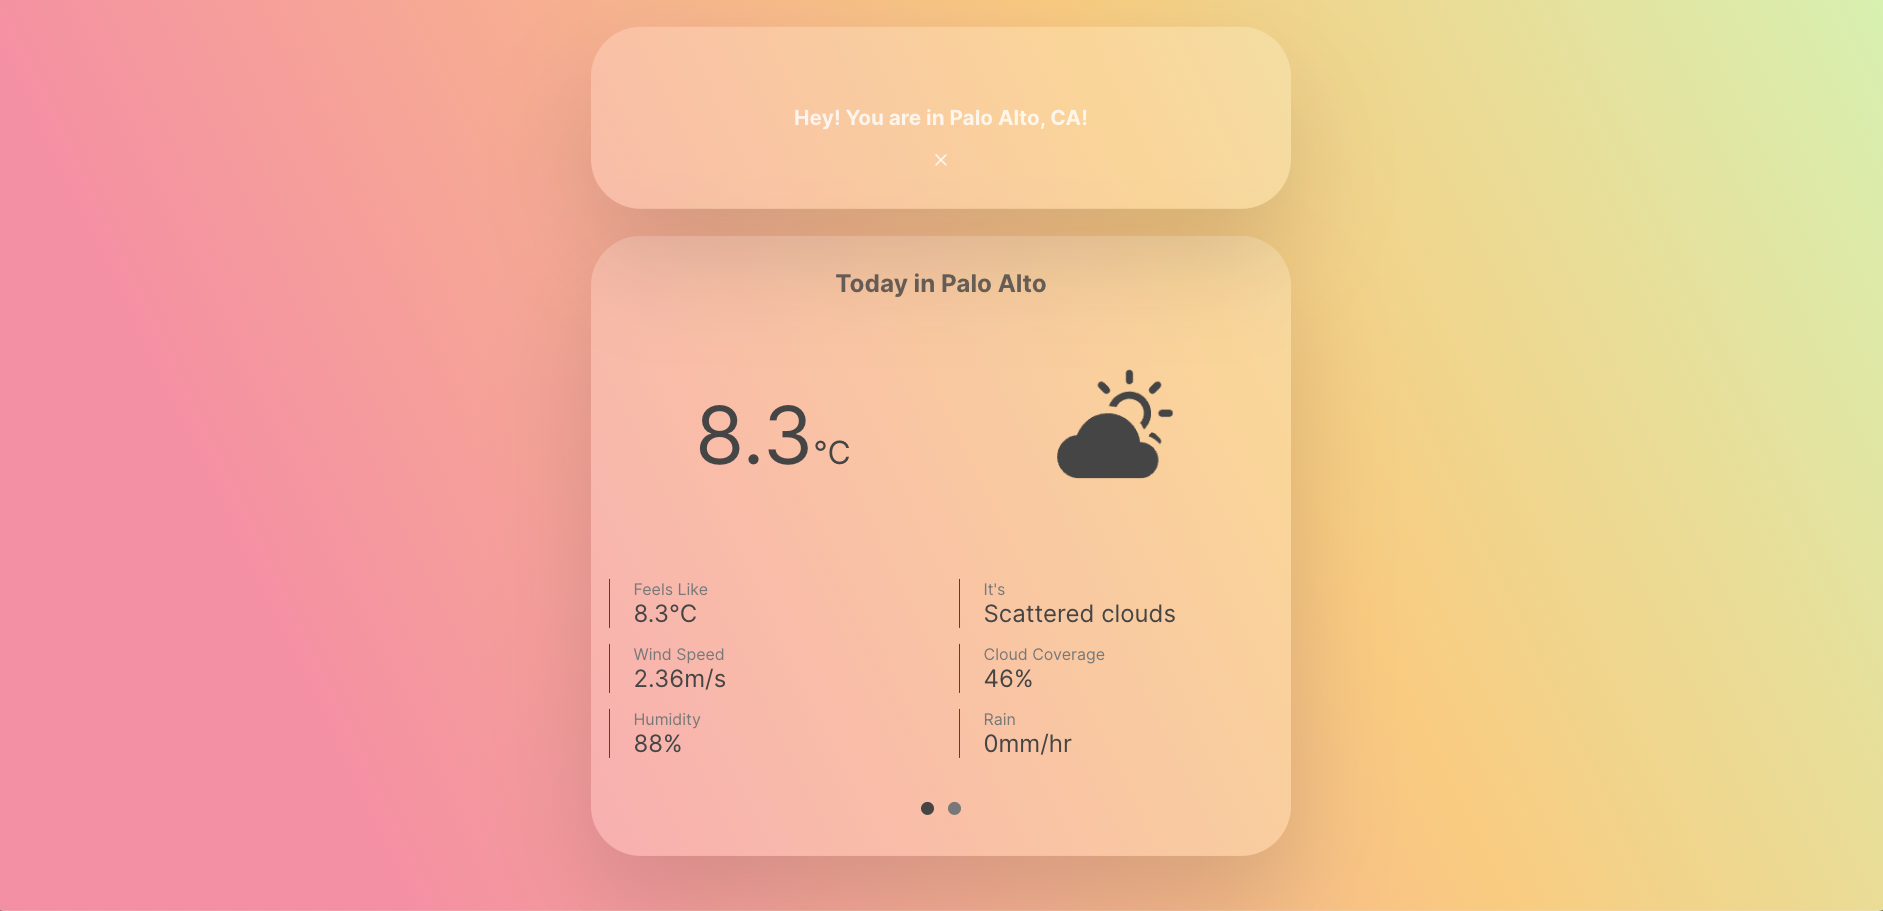 Hey! You are in Palo Alto, CA!
Today in Palo Alto
8.3°C
Feels Like
8.3°C
It's
Scattered clouds
Wind Speed
2.36m/s
Cloud Coverage
46%
Humidity
88%
Rain
0mm/hr